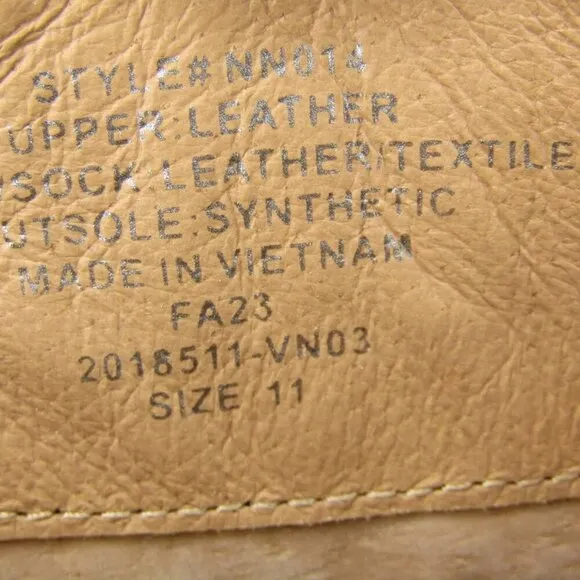 STYLE# NN014
UPPER: LEATHER
SOCK: LEATHER/TEXTILE
UTSOLE: SYNTHETIC
MADE IN VIETNAM
FA23
2018511-VN03
SIZE 11